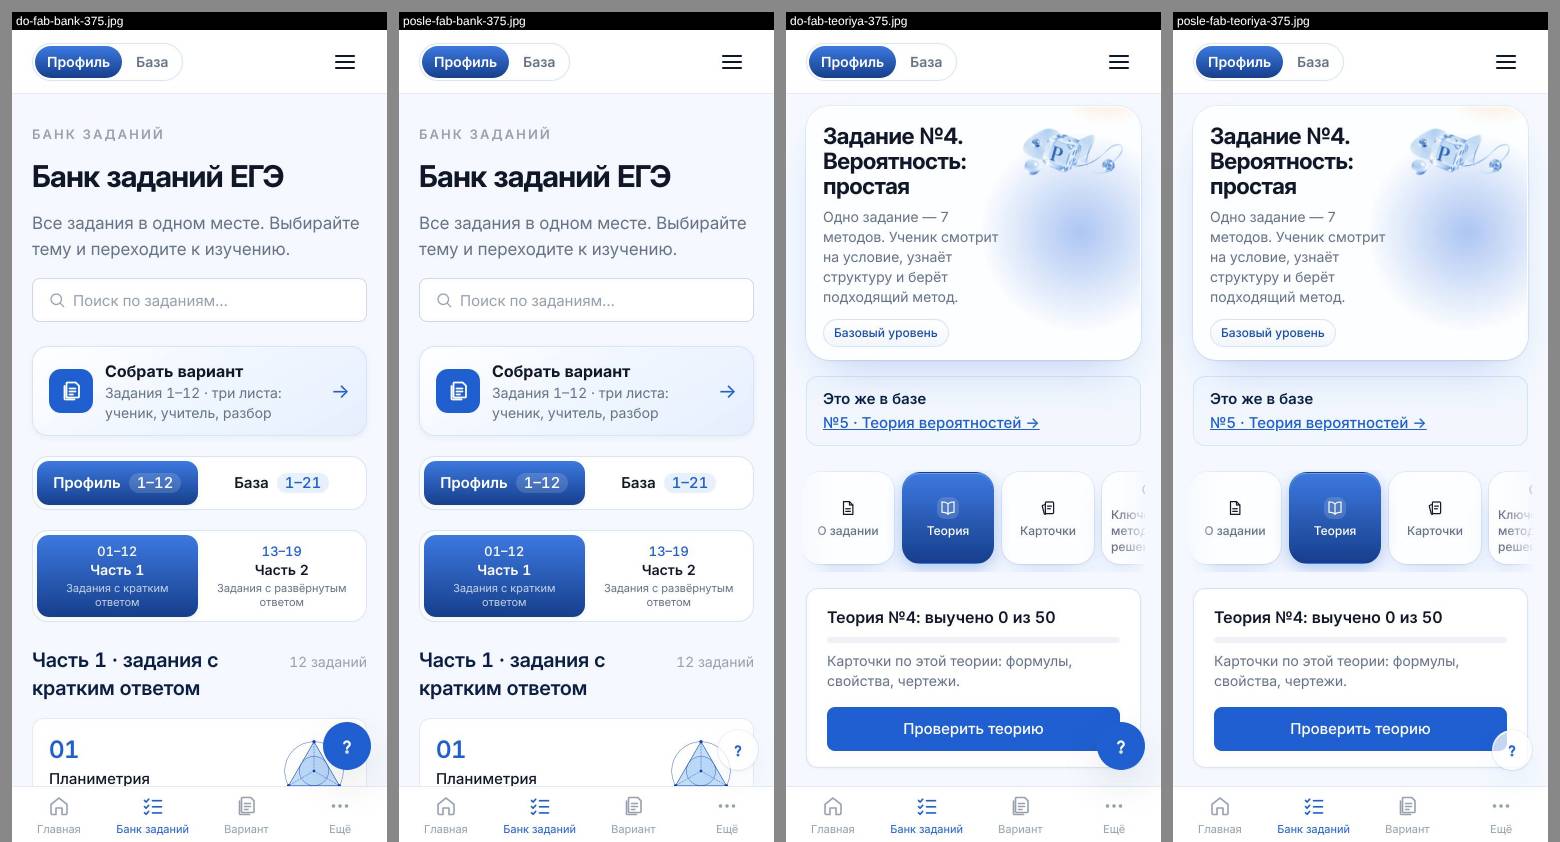 do-fab-bank-375.jpg
Профиль База
БАНК ЗАДАНИЙ
Банк заданий ЕГЭ
Все задания в одном месте. Выбирайте
тему и переходите к изучению.
Поиск по заданиям...
Собрать вариант
Задания 1–12 · три листа:
ученик, учитель, разбор
Профиль 1–12 База 1–21
01–12
Часть 1
Задания с кратким
ответом
13–19
Часть 2
Задания с развёрнутым
ответом
Часть 1 · задания с
кратким ответом
12 заданий
01
Планиметрия
?
Главная Банк заданий Вариант Ещё
posle-fab-bank-375.jpg
Профиль База
БАНК ЗАДАНИЙ
Банк заданий ЕГЭ
Все задания в одном месте. Выбирайте
тему и переходите к изучению.
Поиск по заданиям...
Собрать вариант
Задания 1–12 · три листа:
ученик, учитель, разбор
Профиль 1–12 База 1–21
01–12
Часть 1
Задания с кратким
ответом
13–19
Часть 2
Задания с развёрнутым
ответом
Часть 1 · задания с
кратким ответом
12 заданий
01
Планиметрия
?
Главная Банк заданий Вариант Ещё
do-fab-teoriya-375.jpg
Профиль База
Задание №4.
Вероятность:
простая
P
Одно задание — 7
методов. Ученик смотрит
на условие, узнаёт
структуру и берёт
подходящий метод.
Базовый уровень
Это же в базе
№5 · Теория вероятностей →
О задании Теория Карточки
Теория №4: выучено 0 из 50
Карточки по этой теории: формулы,
свойства, чертежи.
Проверить теорию
?
Главная Банк заданий Вариант Ещё
posle-fab-teoriya-375.jpg
Профиль База
Задание №4.
Вероятность:
простая
P
Одно задание — 7
методов. Ученик смотрит
на условие, узнаёт
структуру и берёт
подходящий метод.
Базовый уровень
Это же в базе
№5 · Теория вероятностей →
О задании Теория Карточки
Теория №4: выучено 0 из 50
Карточки по этой теории: формулы,
свойства, чертежи.
Проверить теорию
?
Главная Банк заданий Вариант Ещё